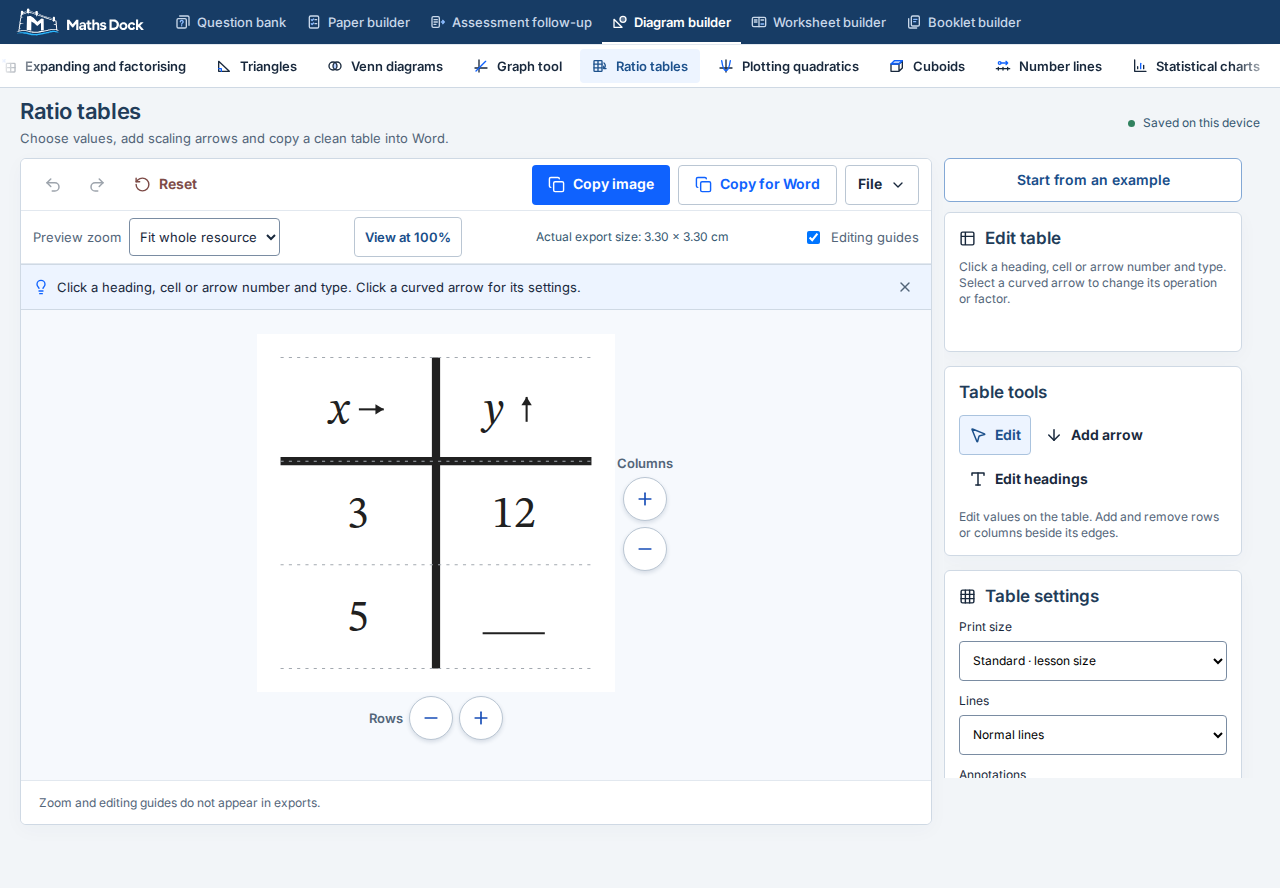 Maths Dock
Question bank
Paper builder
Assessment follow-up
Diagram builder
Worksheet builder
Booklet builder
Expanding and factorising
Triangles
Venn diagrams
Graph tool
Ratio tables
Plotting quadratics
Cuboids
Number lines
Statistical charts
Ratio tables
Choose values, add scaling arrows and copy a clean table into Word.
Saved on this device
Reset
Copy image
Copy for Word
File
Start from an example
Preview zoom
Fit whole resource
View at 100%
Actual export size: 3.30 × 3.30 cm
Editing guides
Click a heading, cell or arrow number and type. Click a curved arrow for its settings.
x →
y ↑
3
12
5
Columns
+
−
Rows
−
+
Zoom and editing guides do not appear in exports.
Edit table
Click a heading, cell or arrow number and type.
Select a curved arrow to change its operation
or factor.
Table tools
Edit
Add arrow
Edit headings
Edit values on the table. Add and remove rows
or columns beside its edges.
Table settings
Print size
Standard · lesson size
Lines
Normal lines
Annotations